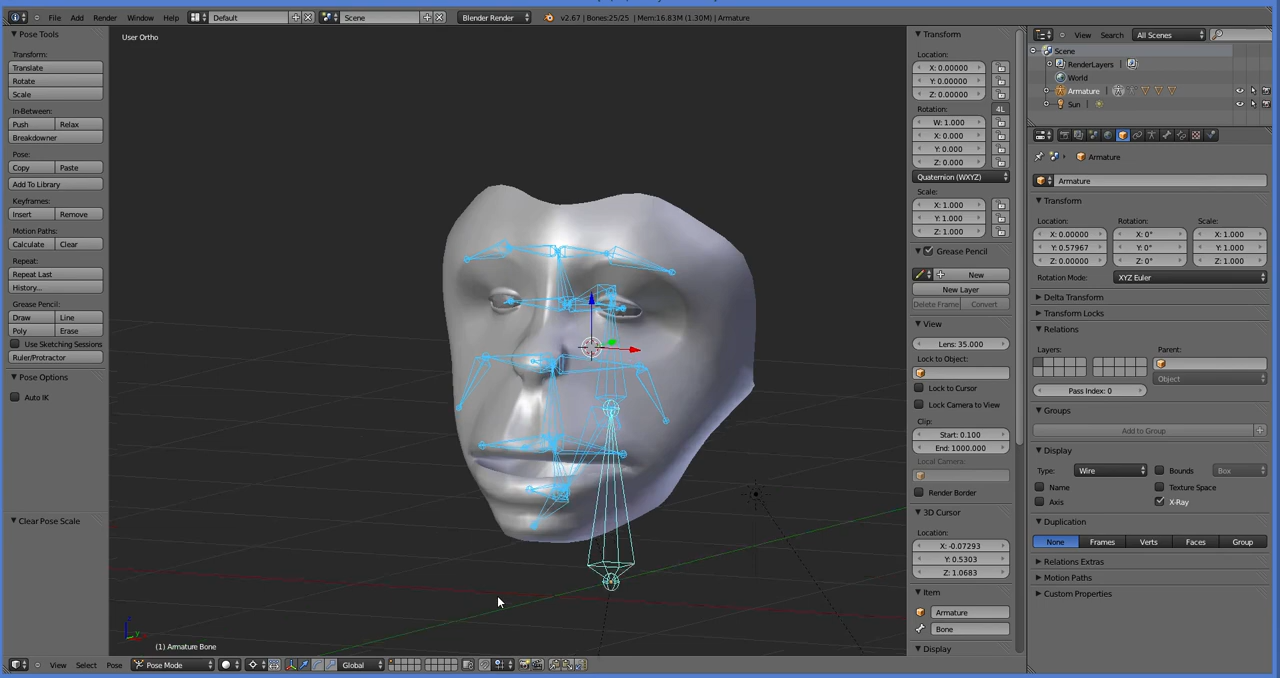 File Add Render Window Help Default Scene Blender Render v2.67 | Bones:25/25 | Mem:16.83M (1.30M) | Armature
Pose Tools
Transform:
Translate
Rotate
Scale
In-Between:
Push Relax
Breakdowner
Pose:
Copy Paste
Add To Library
Keyframes:
Insert Remove
Motion Paths:
Calculate Clear
Repeat:
Repeat Last
History...
Grease Pencil:
Draw Line
Poly Erase
Use Sketching Sessions
Ruler/Protractor
Pose Options
Auto IK
Clear Pose Scale
User Ortho
(1) Armature Bone
View Select Pose Pose Mode Global
Transform
Location:
X: 0.00000
Y: 0.00000
Z: 0.00000
Rotation: 4L
W: 1.000
X: 0.000
Y: 0.000
Z: 0.000
Quaternion (WXYZ)
Scale:
X: 1.000
Y: 1.000
Z: 1.000
Grease Pencil
New
New Layer
Delete Frame Convert
View
Lens: 35.000
Lock to Object:
Lock to Cursor
Lock Camera to View
Clip:
Start: 0.100
End: 1000.000
Local Camera:
Render Border
3D Cursor
Location:
X: -0.07293
Y: 0.5303
Z: 1.0683
Item
Armature
Bone
Display
View Search All Scenes
Scene
RenderLayers |
World
Armature |
Sun |
Armature
Armature
Transform
Location: Rotation: Scale:
X: 0.00000 X: 0° X: 1.000
Y: 0.57967 Y: 0° Y: 1.000
Z: 0.00000 Z: 0° Z: 1.000
Rotation Mode: XYZ Euler
Delta Transform
Transform Locks
Relations
Layers: Parent:
Object
Pass Index: 0
Groups
Add to Group
Display
Type: Wire Bounds Box
Name Texture Space
Axis X-Ray
Duplication
None Frames Verts Faces Group
Relations Extras
Motion Paths
Custom Properties